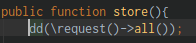 public function store(){
dd(\request()->all());